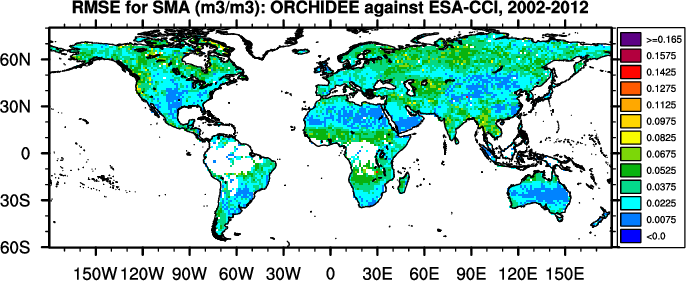 RMSE for SMA (m3/m3): ORCHIDEE against ESA-CCI, 2002-2012
60N
30N
0
30S
60S
150W 120W 90W 60W 30W 0 30E 60E 90E 120E 150E
>=0.165
0.1575
0.1425
0.1275
0.1125
0.0975
0.0825
0.0675
0.0525
0.0375
0.0225
0.0075
<0.0